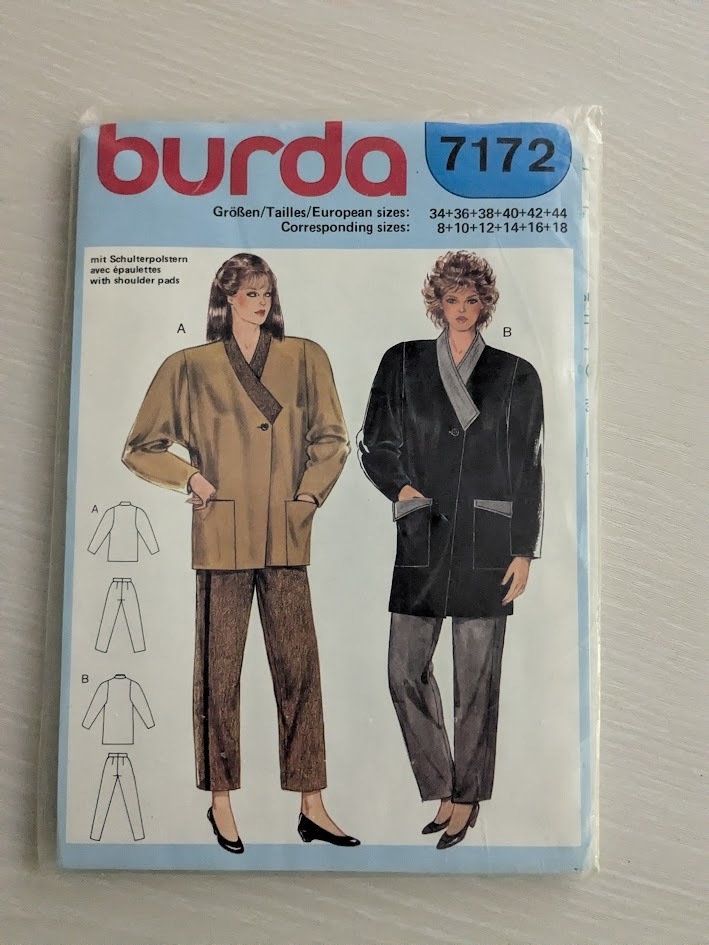 burda
7172
Größen/Tailles/European sizes: 34+36+38+40+42+44
Corresponding sizes: 8+10+12+14+16+18
mit Schulterpolstern
avec épaulettes
with shoulder pads
A
B
A
B